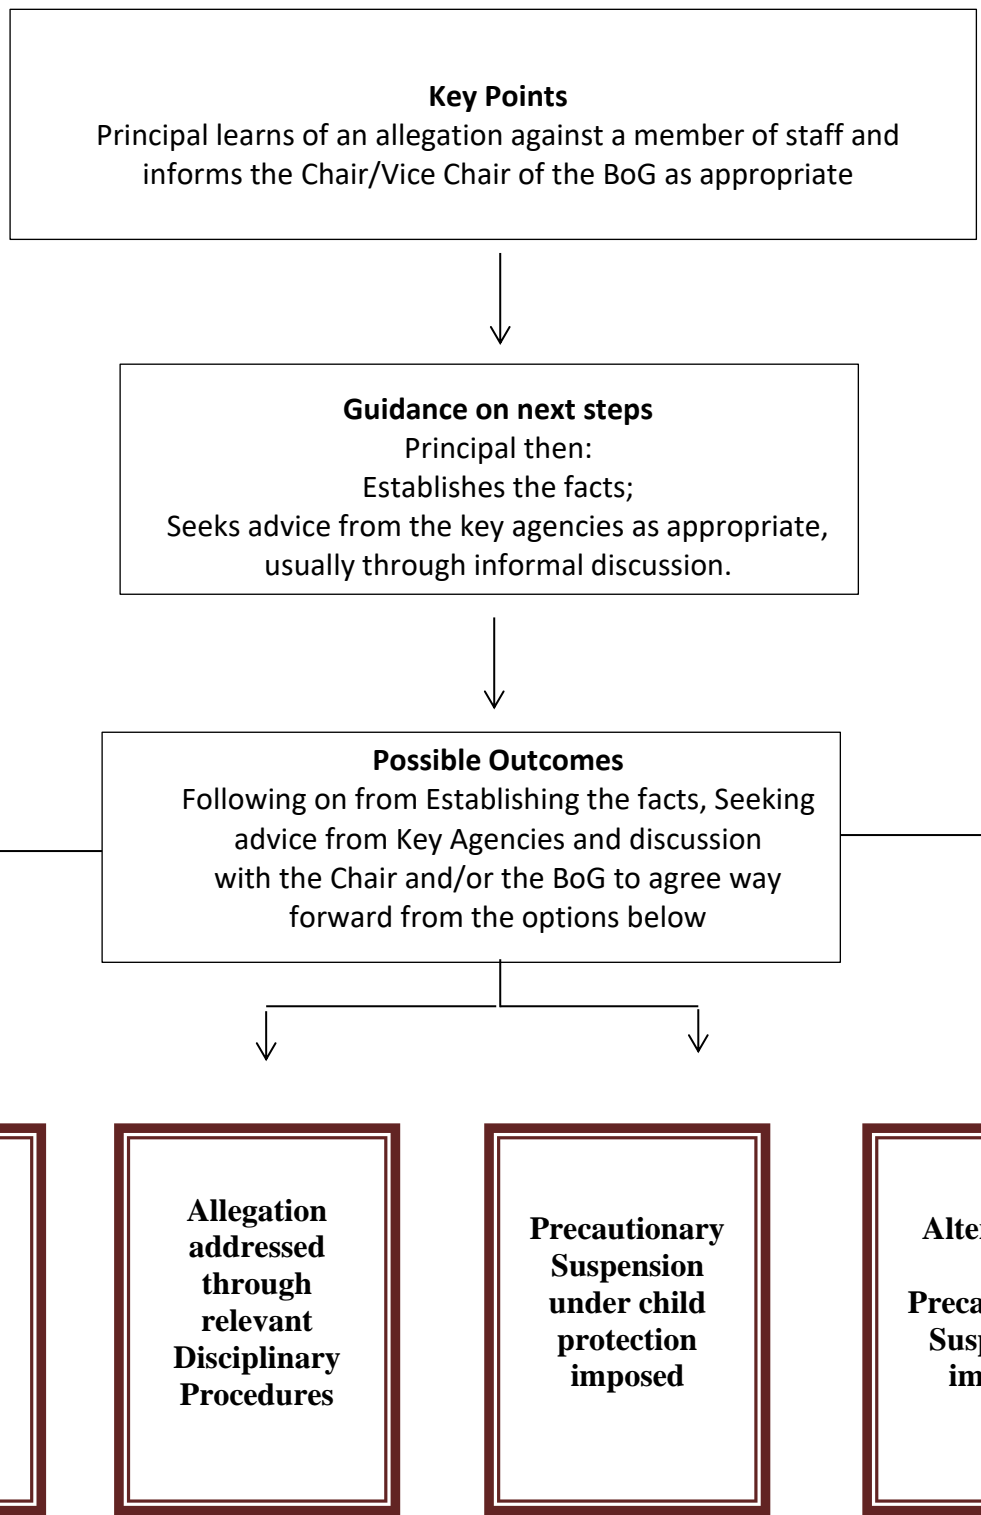 Key Points
Principal learns of an allegation against a member of staff and
informs the Chair/Vice Chair of the BoG as appropriate
Guidance on next steps
Principal then:
Establishes the facts;
Seeks advice from the key agencies as appropriate,
usually through informal discussion.
Possible Outcomes
Following on from Establishing the facts, Seeking
advice from Key Agencies and discussion
with the Chair and/or the BoG to agree way
forward from the options below
Allegation
addressed
through
relevant
Disciplinary
Procedures
Precautionary
Suspension
under child
protection
imposed